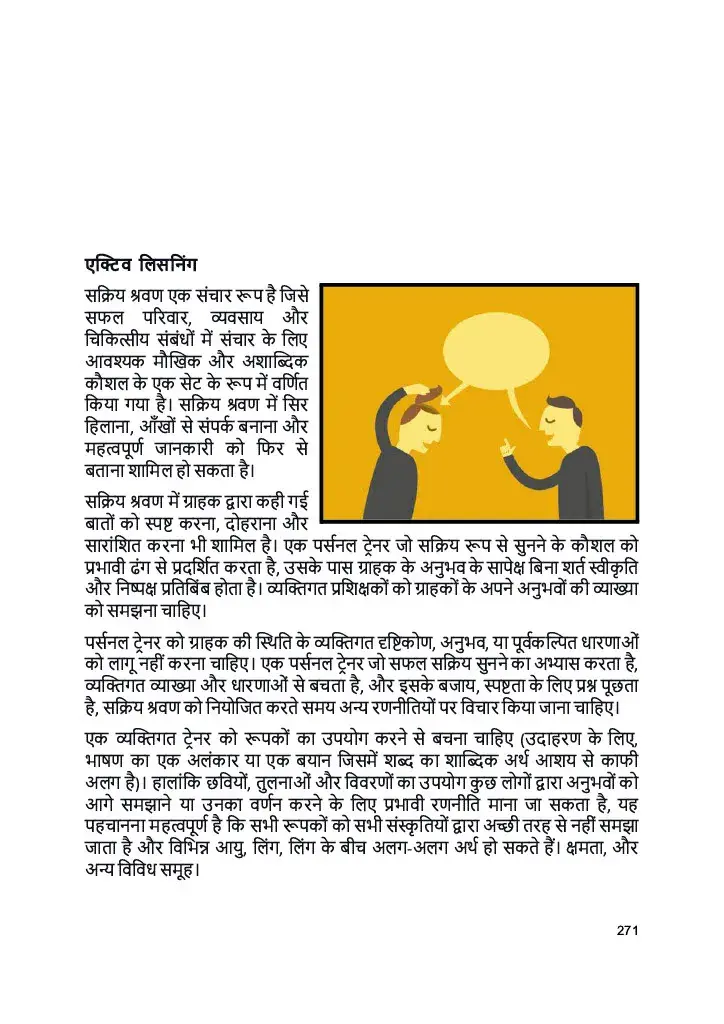 एक्टिव लिसनिंग
सक्रिय श्रवण एक संचार रूप है जिसे
सफल परिवार, व्यवसाय और
चिकित्सीय संबंधों में संचार के लिए
आवश्यक मौखिक और अशाब्दिक
कौशल के एक सेट के रूप में वर्णित
किया गया है। सक्रिय श्रवण में सिर
हिलाना, आँखों से संपर्क बनाना और
महत्वपूर्ण जानकारी को फिर से
बताना शामिल हो सकता है।
सक्रिय श्रवण में ग्राहक द्वारा कही गई
बातों को स्पष्ट करना, दोहराना और
सारांशित करना भी शामिल है। एक पर्सनल ट्रेनर जो सक्रिय रूप से सुनने के कौशल को
प्रभावी ढंग से प्रदर्शित करता है, उसके पास ग्राहक के अनुभव के सापेक्ष बिना शर्त स्वीकृति
और निष्पक्ष प्रतिबिंब होता है। व्यक्तिगत प्रशिक्षकों को ग्राहकों के अपने अनुभवों की व्याख्या
को समझना चाहिए।
पर्सनल ट्रेनर को ग्राहक की स्थिति के व्यक्तिगत दृष्टिकोण, अनुभव, या पूर्वकल्पित धारणाओं
को लागू नहीं करना चाहिए। एक पर्सनल ट्रेनर जो सफल सक्रिय सुनने का अभ्यास करता है,
व्यक्तिगत व्याख्या और धारणाओं से बचता है, और इसके बजाय, स्पष्टता के लिए प्रश्न पूछता
है, सक्रिय श्रवण को नियोजित करते समय अन्य रणनीतियों पर विचार किया जाना चाहिए।
एक व्यक्तिगत ट्रेनर को रूपकों का उपयोग करने से बचना चाहिए (उदाहरण के लिए,
भाषण का एक अलंकार या एक बयान जिसमें शब्द का शाब्दिक अर्थ आशय से काफी
अलग है)। हालांकि छवियों, तुलनाओं और विवरणों का उपयोग कुछ लोगों द्वारा अनुभवों को
आगे समझाने या उनका वर्णन करने के लिए प्रभावी रणनीति माना जा सकता है, यह
पहचानना महत्वपूर्ण है कि सभी रूपकों को सभी संस्कृतियों द्वारा अच्छी तरह से नहीं समझा
जाता है और विभिन्न आयु, लिंग, लिंग के बीच अलग-अलग अर्थ हो सकते हैं। क्षमता, और
अन्य विविध समूह।
271